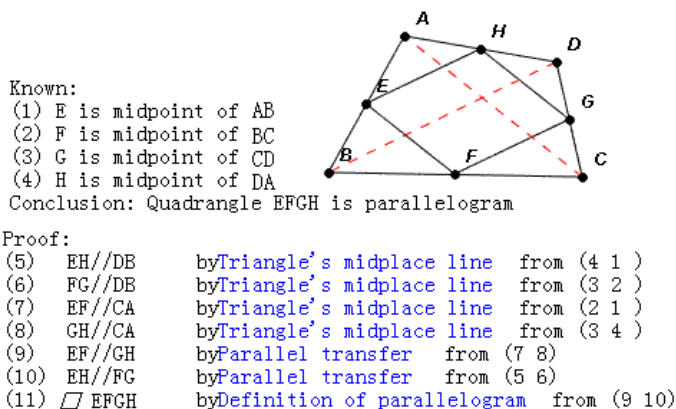 A
H
D
E
G
B
F
C
Known:
(1) E is midpoint of AB
(2) F is midpoint of BC
(3) G is midpoint of CD
(4) H is midpoint of DA
Conclusion: Quadrangle EFGH is parallelogram
Proof:
(5) EH//DB byTriangle's midplace line from (4 1 )
(6) FG//DB byTriangle's midplace line from (3 2 )
(7) EF//CA byTriangle's midplace line from (2 1 )
(8) GH//CA byTriangle's midplace line from (3 4 )
(9) EF//GH byParallel transfer from (7 8)
(10) EH//FG byParallel transfer from (5 6)
(11) ▱ EFGH byDefinition of parallelogram from (9 10)